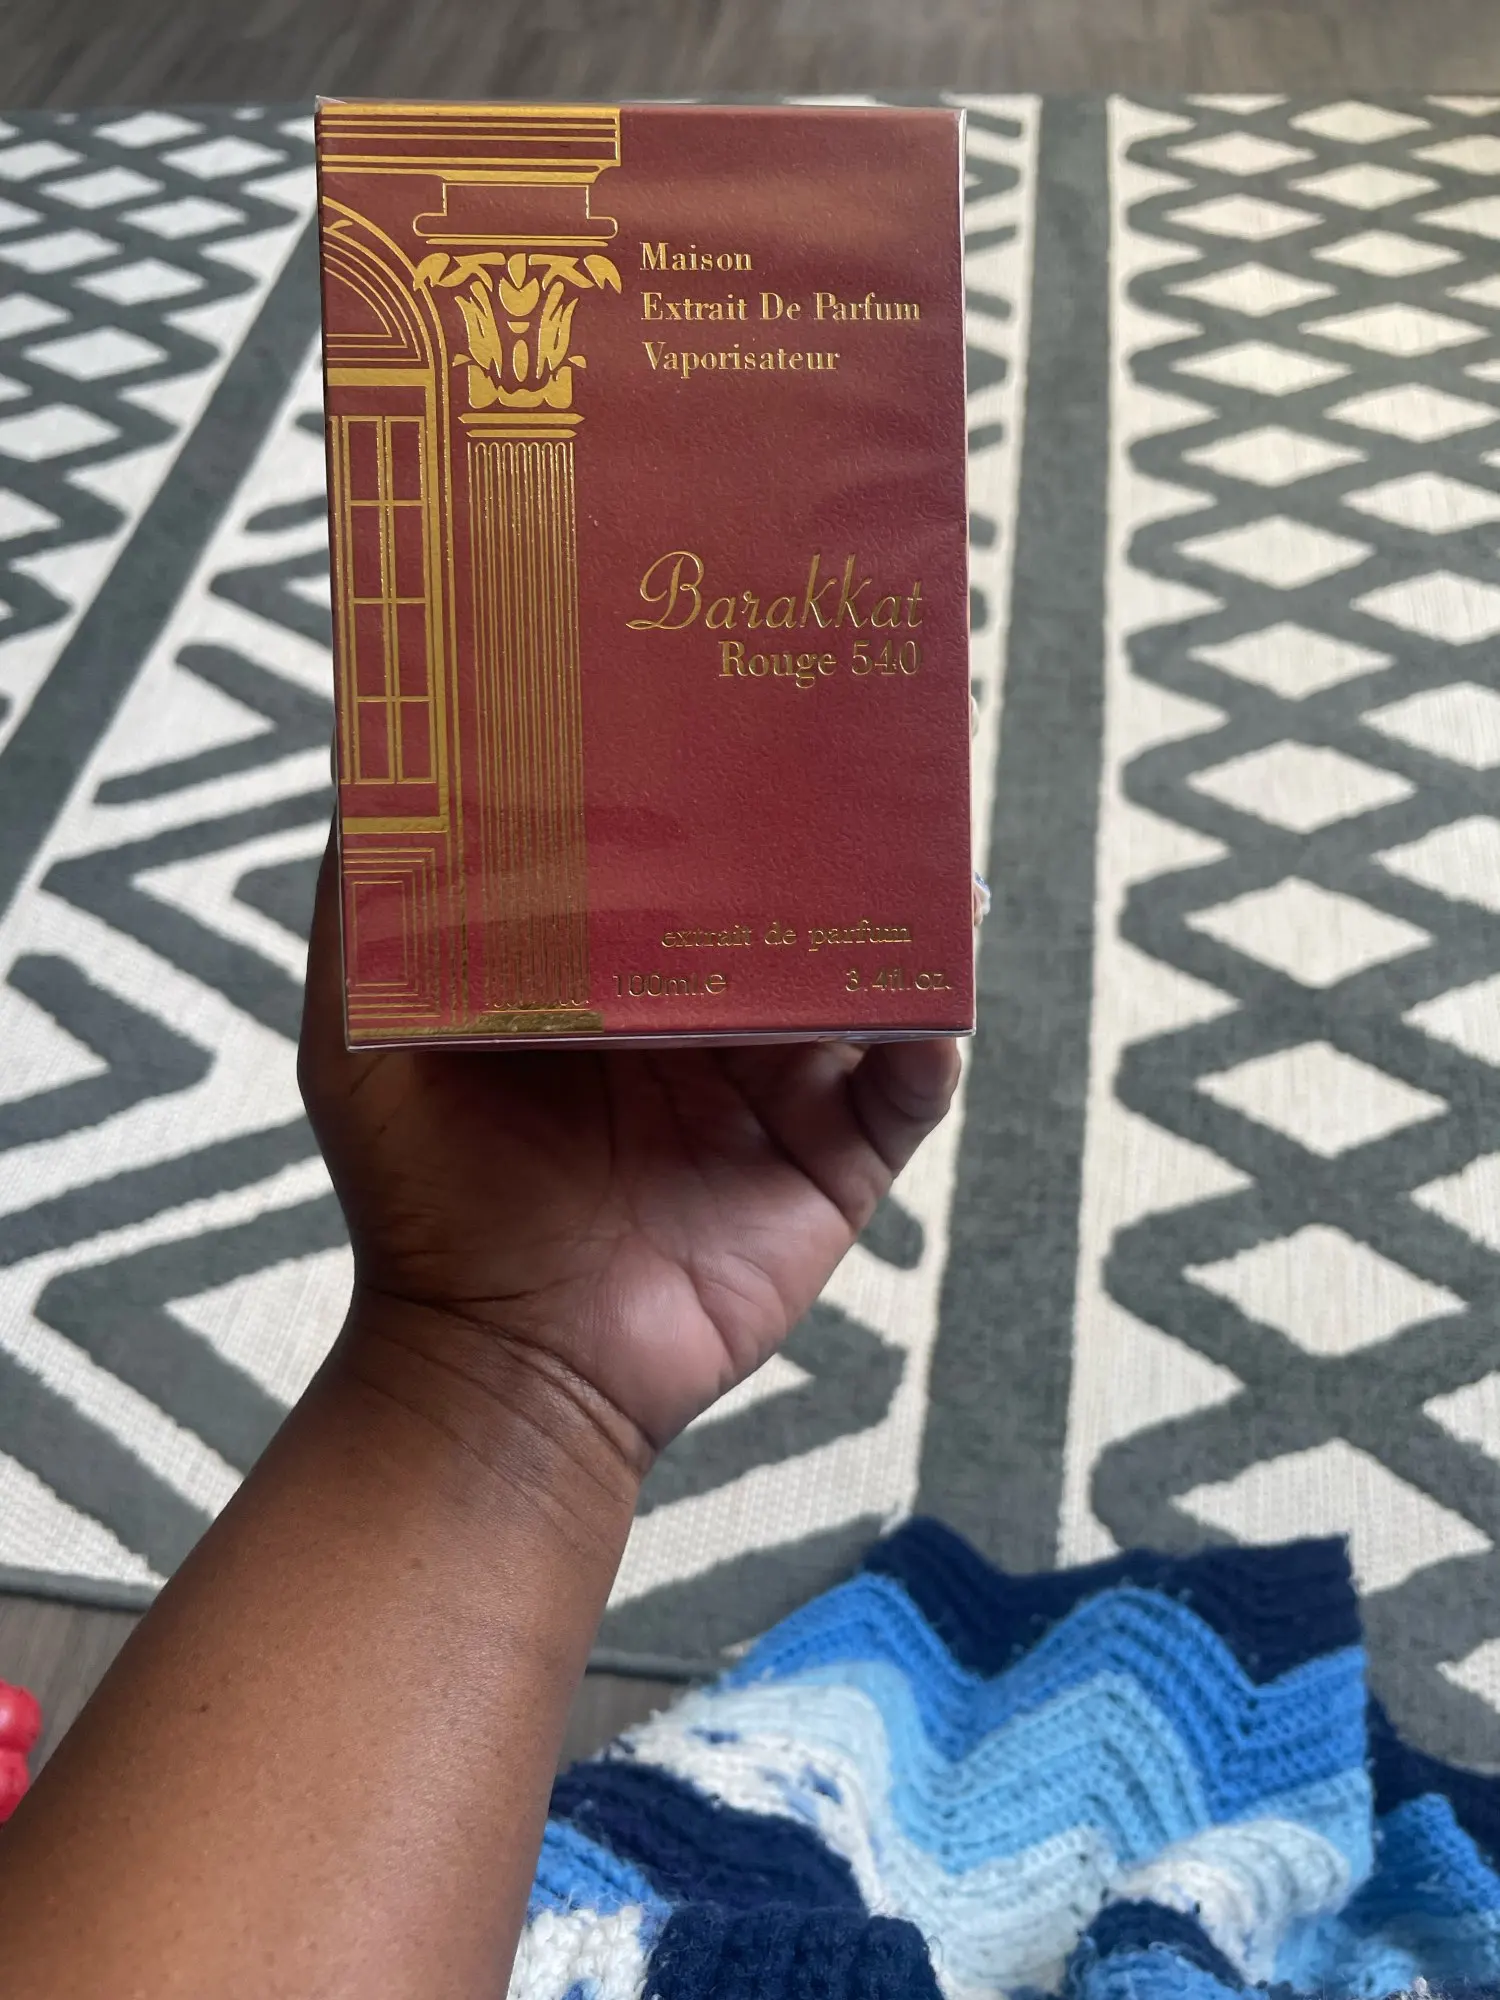 Maison
Extrait De Parfum
Vaporisateur
Barakkat
Rouge 540
extrait de parfum
100ml.e 3.4fl.oz.